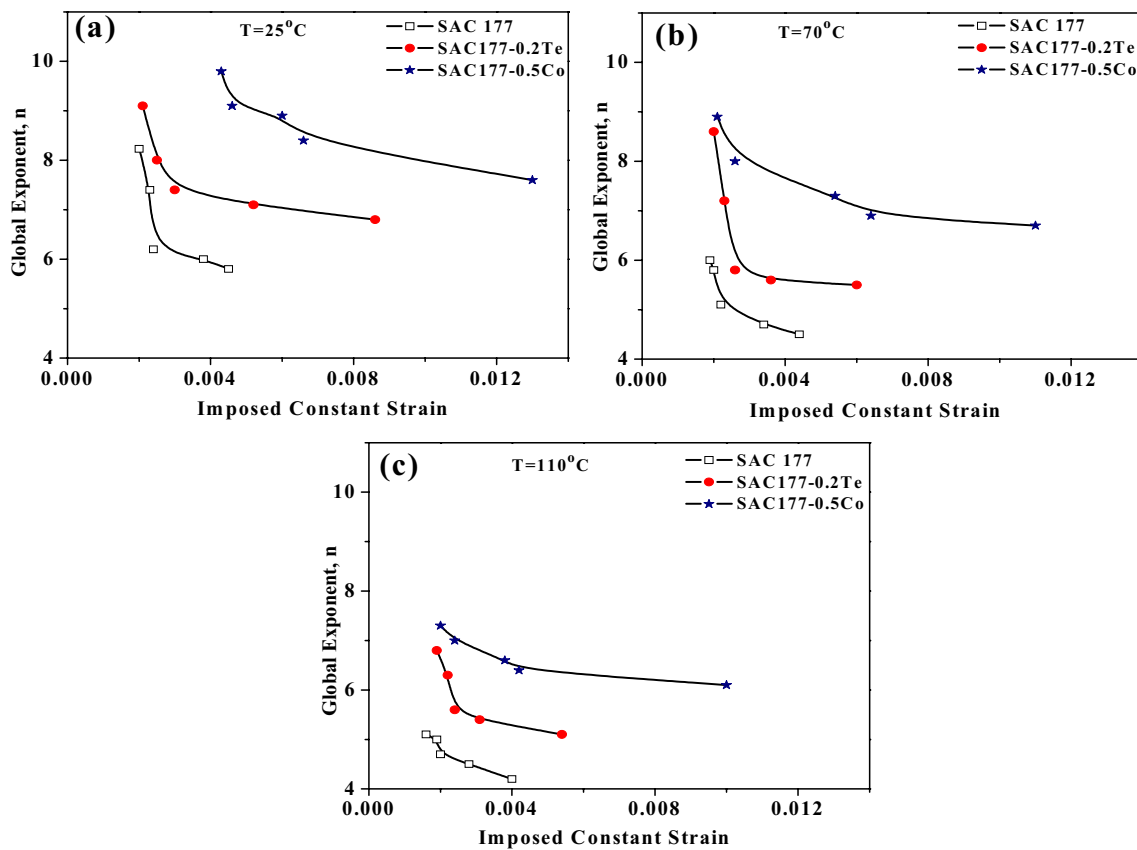 (a)
T=25°C
SAC 177
SAC177-0.2Te
SAC177-0.5Co
10
8
6
4
Global Exponent, n
0.000
0.004
0.008
0.012
Imposed Constant Strain
(b)
T=70°C
SAC 177
SAC177-0.2Te
SAC177-0.5Co
10
8
6
4
Global Exponent, n
0.000
0.004
0.008
0.012
Imposed Constant Strain
(c)
T=110°C
SAC 177
SAC177-0.2Te
SAC177-0.5Co
10
8
6
4
Global Exponent, n
0.000
0.004
0.008
0.012
Imposed Constant Strain